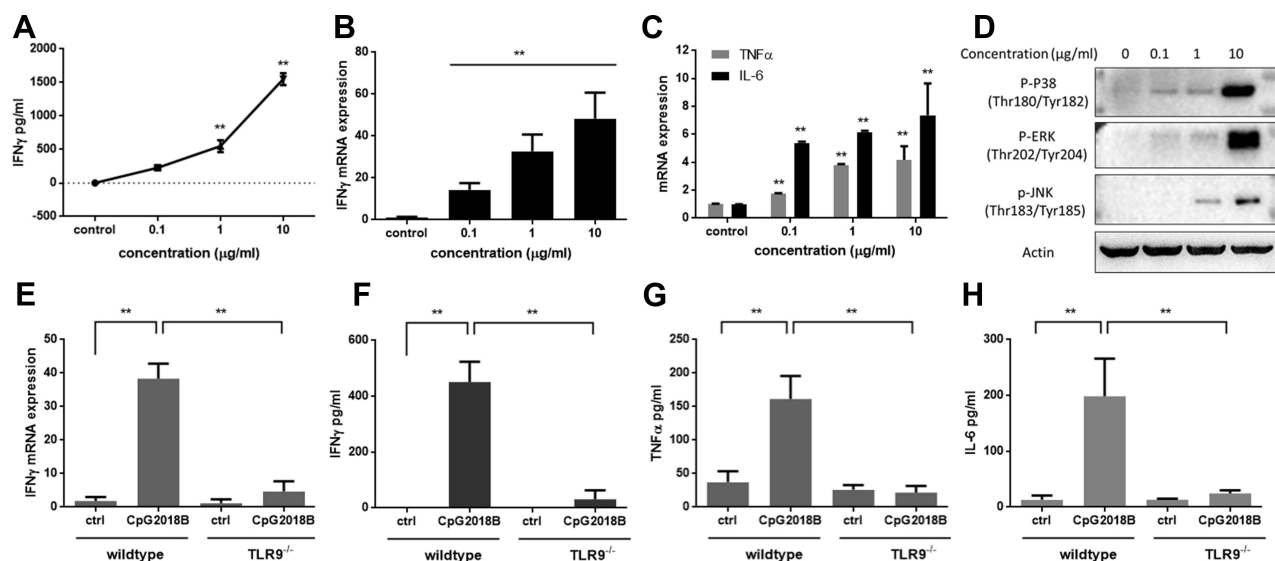 A
2000
1500
1000
500
0
-500
IFNγ pg/ml
**
**
control
0.1
1
10
concentration (μg/ml)
B
60
40
20
0
IFNγ mRNA expression
**
control
0.1
1
10
concentration (μg/ml)
C
12
10
8
6
4
2
0
mRNA expression
TNFα
IL-6
**
**
**
**
**
**
control
0.1
1
10
concentration (μg/ml)
D
Concentration (μg/ml) 0 0.1 1 10
P-P38
(Thr180/Tyr182)
P-ERK
(Thr202/Tyr204)
p-JNK
(Thr183/Tyr185)
Actin
E
50
40
30
20
10
0
IFNγ mRNA expression
**
**
ctrl
CpG2018B
ctrl
CpG2018B
wildtype
TLR9-/-
F
600
400
200
0
IFNγ pg/ml
**
**
ctrl
CpG2018B
ctrl
CpG2018B
wildtype
TLR9-/-
G
250
200
150
100
50
0
TNFα pg/ml
**
**
ctrl
CpG2018B
ctrl
CpG2018B
wildtype
TLR9-/-
H
300
200
100
0
IL-6 pg/ml
**
**
ctrl
CpG2018B
ctrl
CpG2018B
wildtype
TLR9-/-